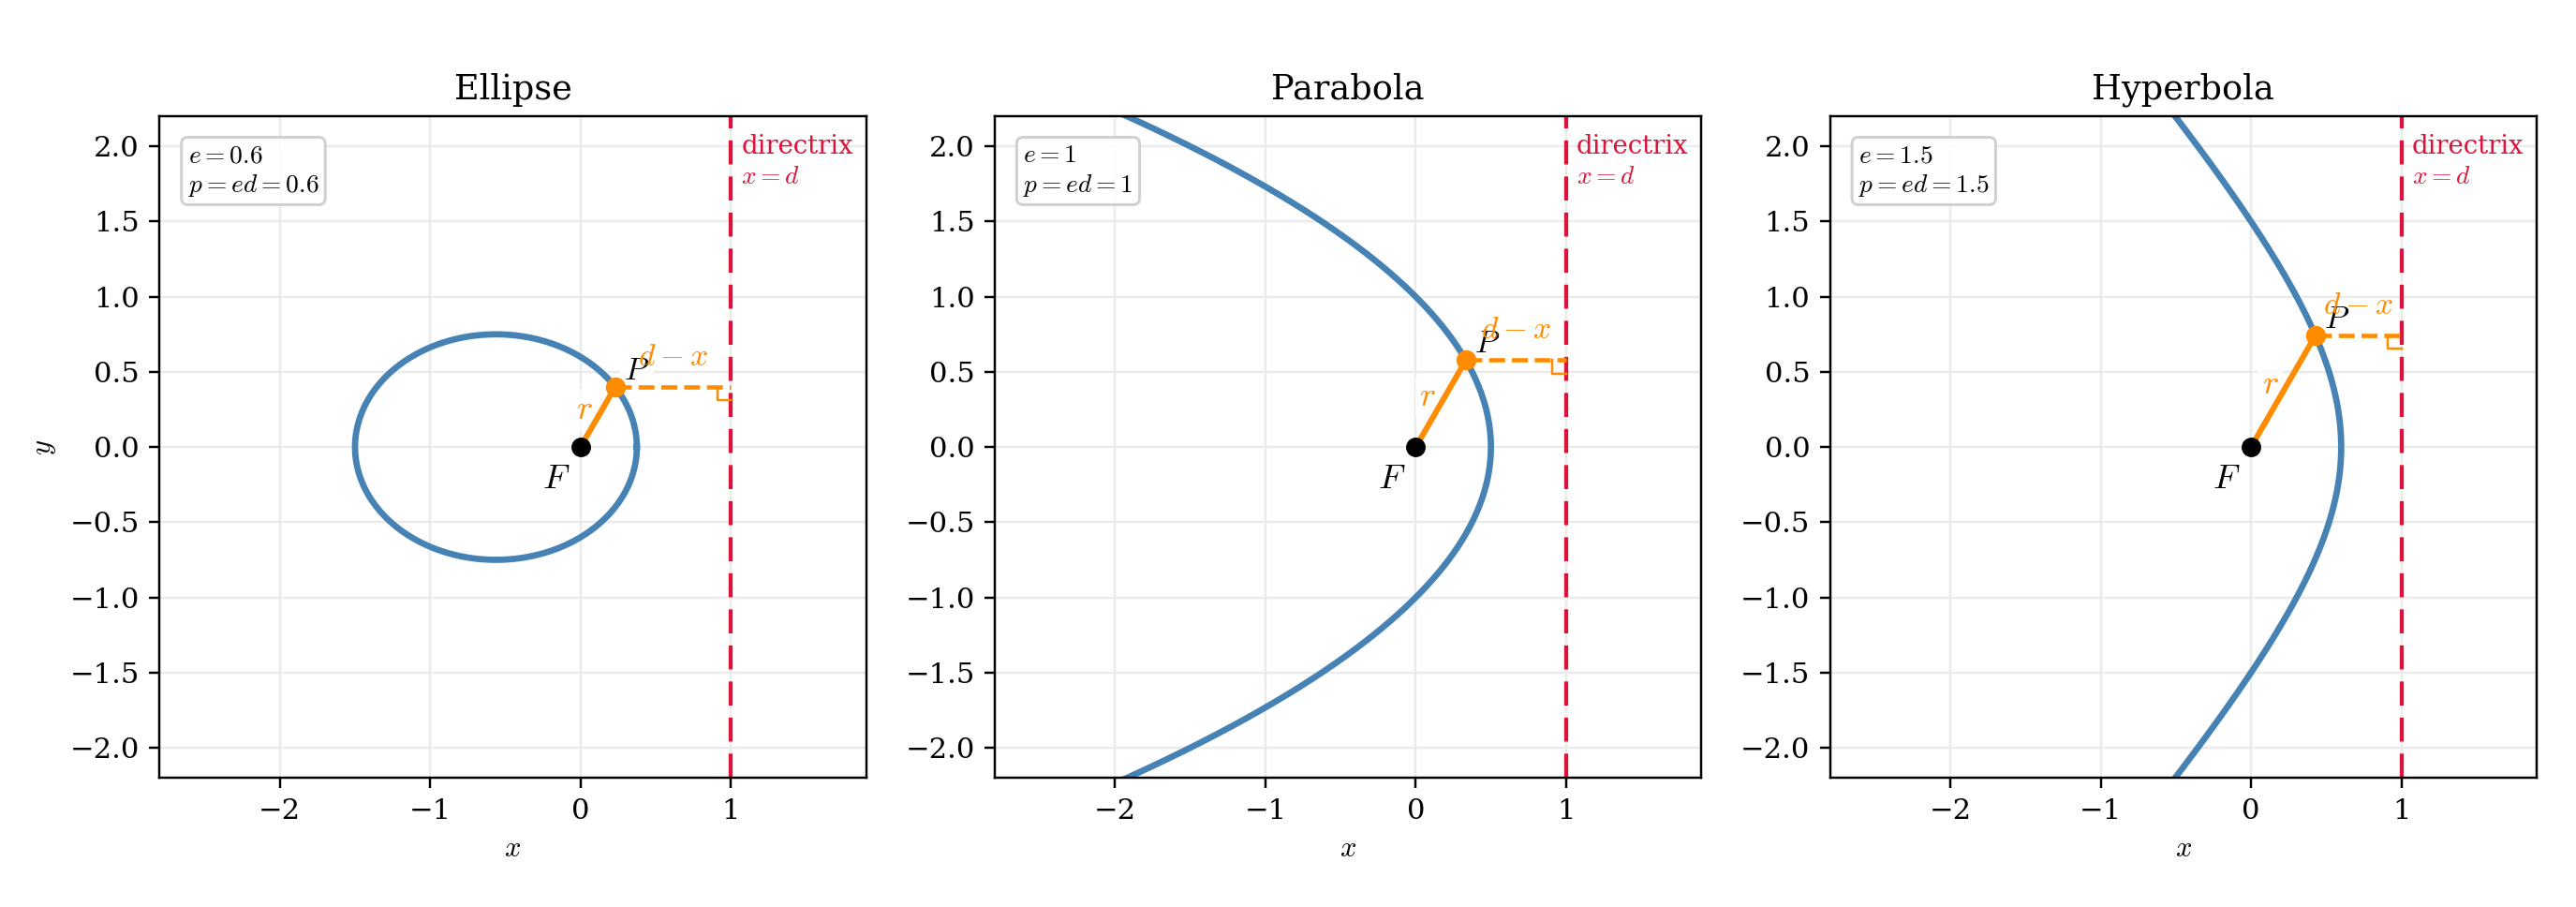 Ellipse
e = 0.6
p = ed = 0.6
directrix
x = d
2.0
1.5
1.0
0.5
0.0
−0.5
−1.0
−1.5
−2.0
y
P
d − x
r
F
−2
−1
0
1
x
Parabola
e = 1
p = ed = 1
directrix
x = d
2.0
1.5
1.0
0.5
0.0
−0.5
−1.0
−1.5
−2.0
P
d − x
r
F
−2
−1
0
1
x
Hyperbola
e = 1.5
p = ed = 1.5
directrix
x = d
2.0
1.5
1.0
0.5
0.0
−0.5
−1.0
−1.5
−2.0
d − x
P
r
F
−2
−1
0
1
x